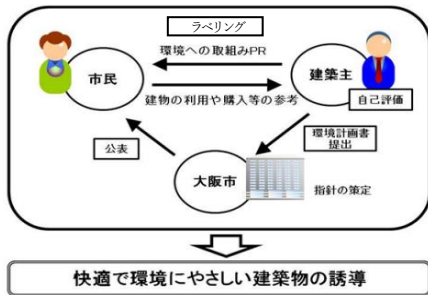 ラベリング
環境への取組みPR
市民
建築主
建物の利用や購入等の参考
自己評価
環境計画書
提出
公表
大阪市
指針の策定
快適で環境にやさしい建築物の誘導